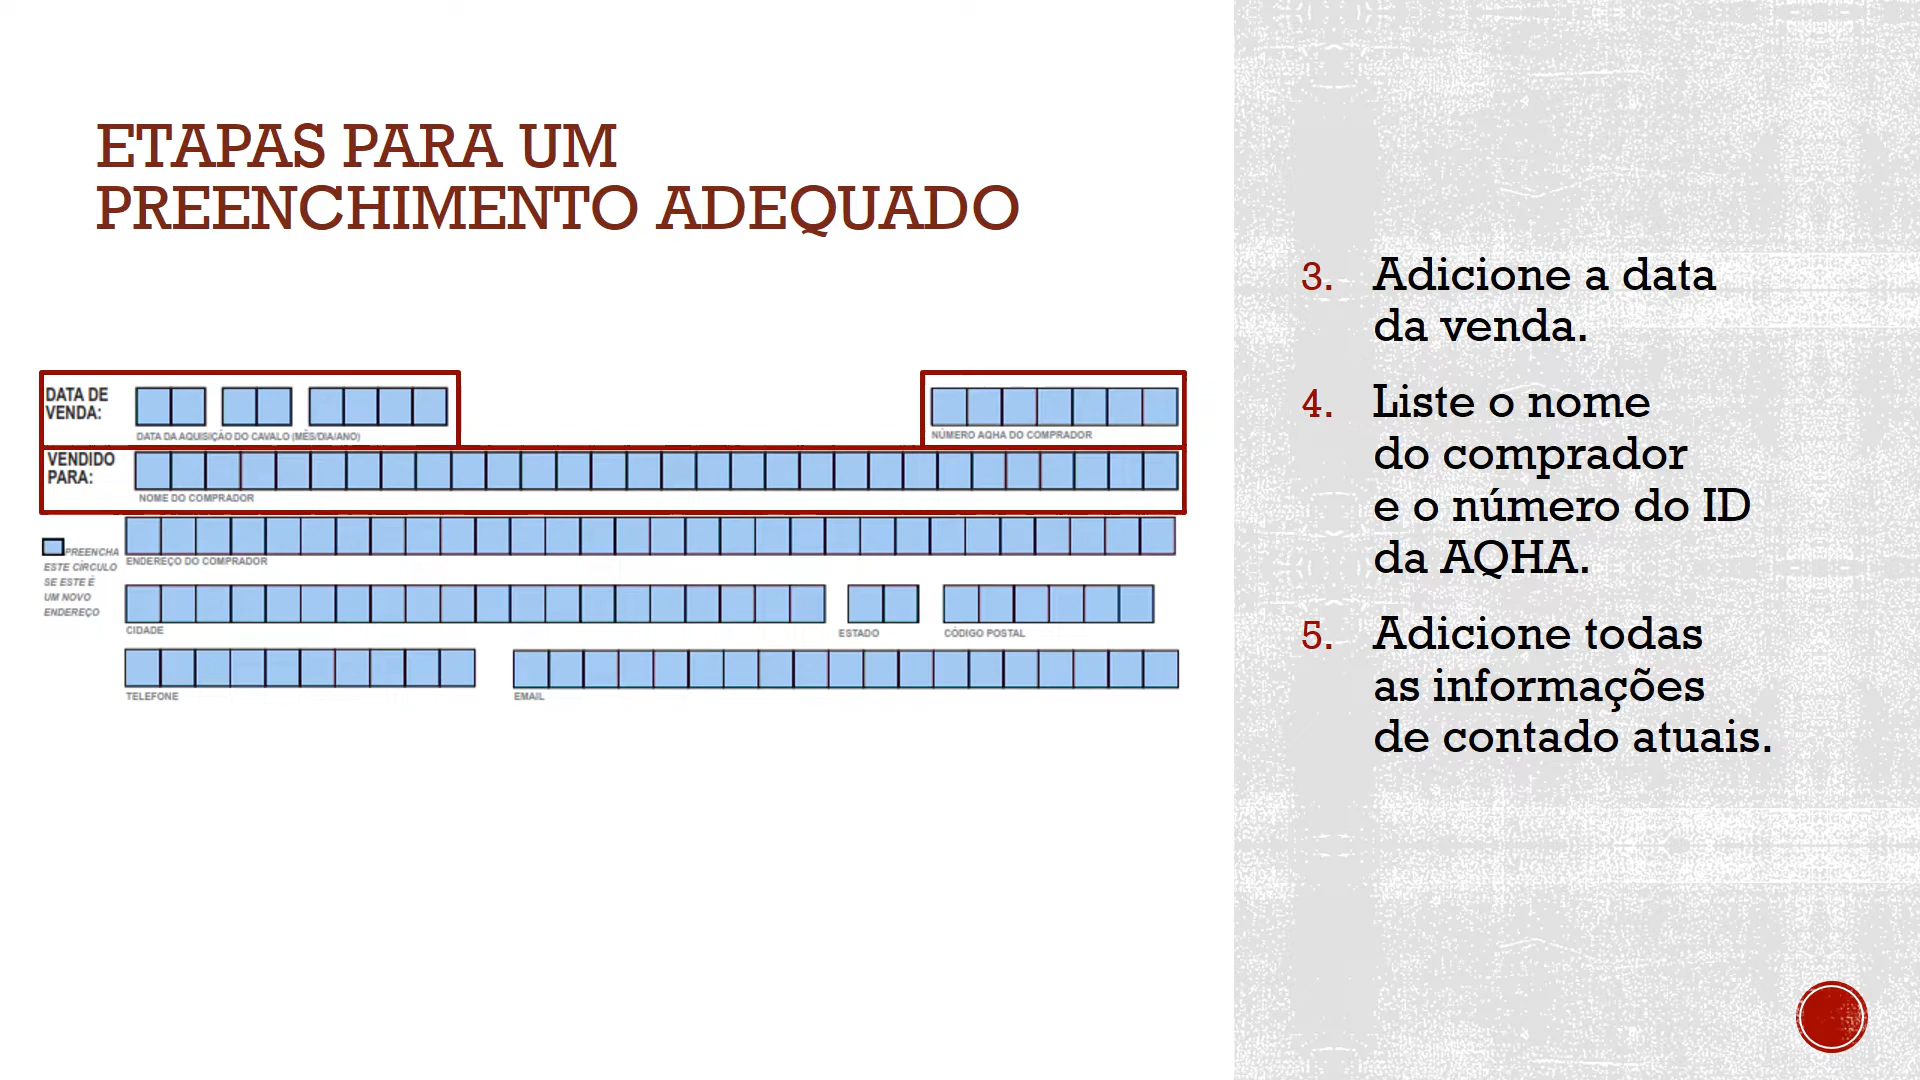 ETAPAS PARA UM
PREENCHIMENTO ADEQUADO
DATA DE
VENDA:
DATA DA AQUISIÇÃO DO CAVALO (MÊS/DIA/ANO)
NÚMERO AQHA DO COMPRADOR
VENDIDO
PARA:
NOME DO COMPRADOR
PREENCHA
ESTE CÍRCULO
SE ESTE É
UM NOVO
ENDEREÇO
ENDEREÇO DO COMPRADOR
CIDADE
ESTADO
CÓDIGO POSTAL
TELEFONE
EMAIL
3. Adicione a data
da venda.
4. Liste o nome
do comprador
e o número do ID
da AQHA.
5. Adicione todas
as informações
de contado atuais.